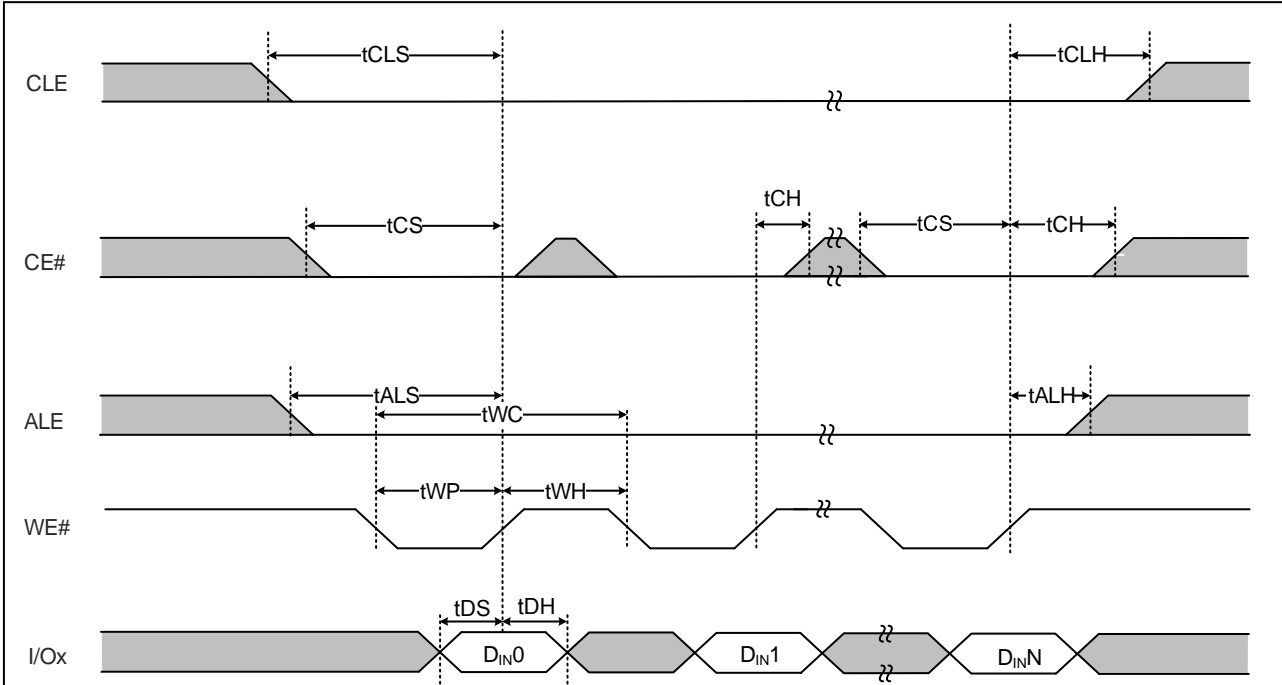 tCLS
tCLH
CLE
tCH
tCS
tCS
tCH
CE#
tALS
tALH
tWC
ALE
tWP
tWH
WE#
tDS
tDH
I/Ox
DIN0
DIN1
DINN